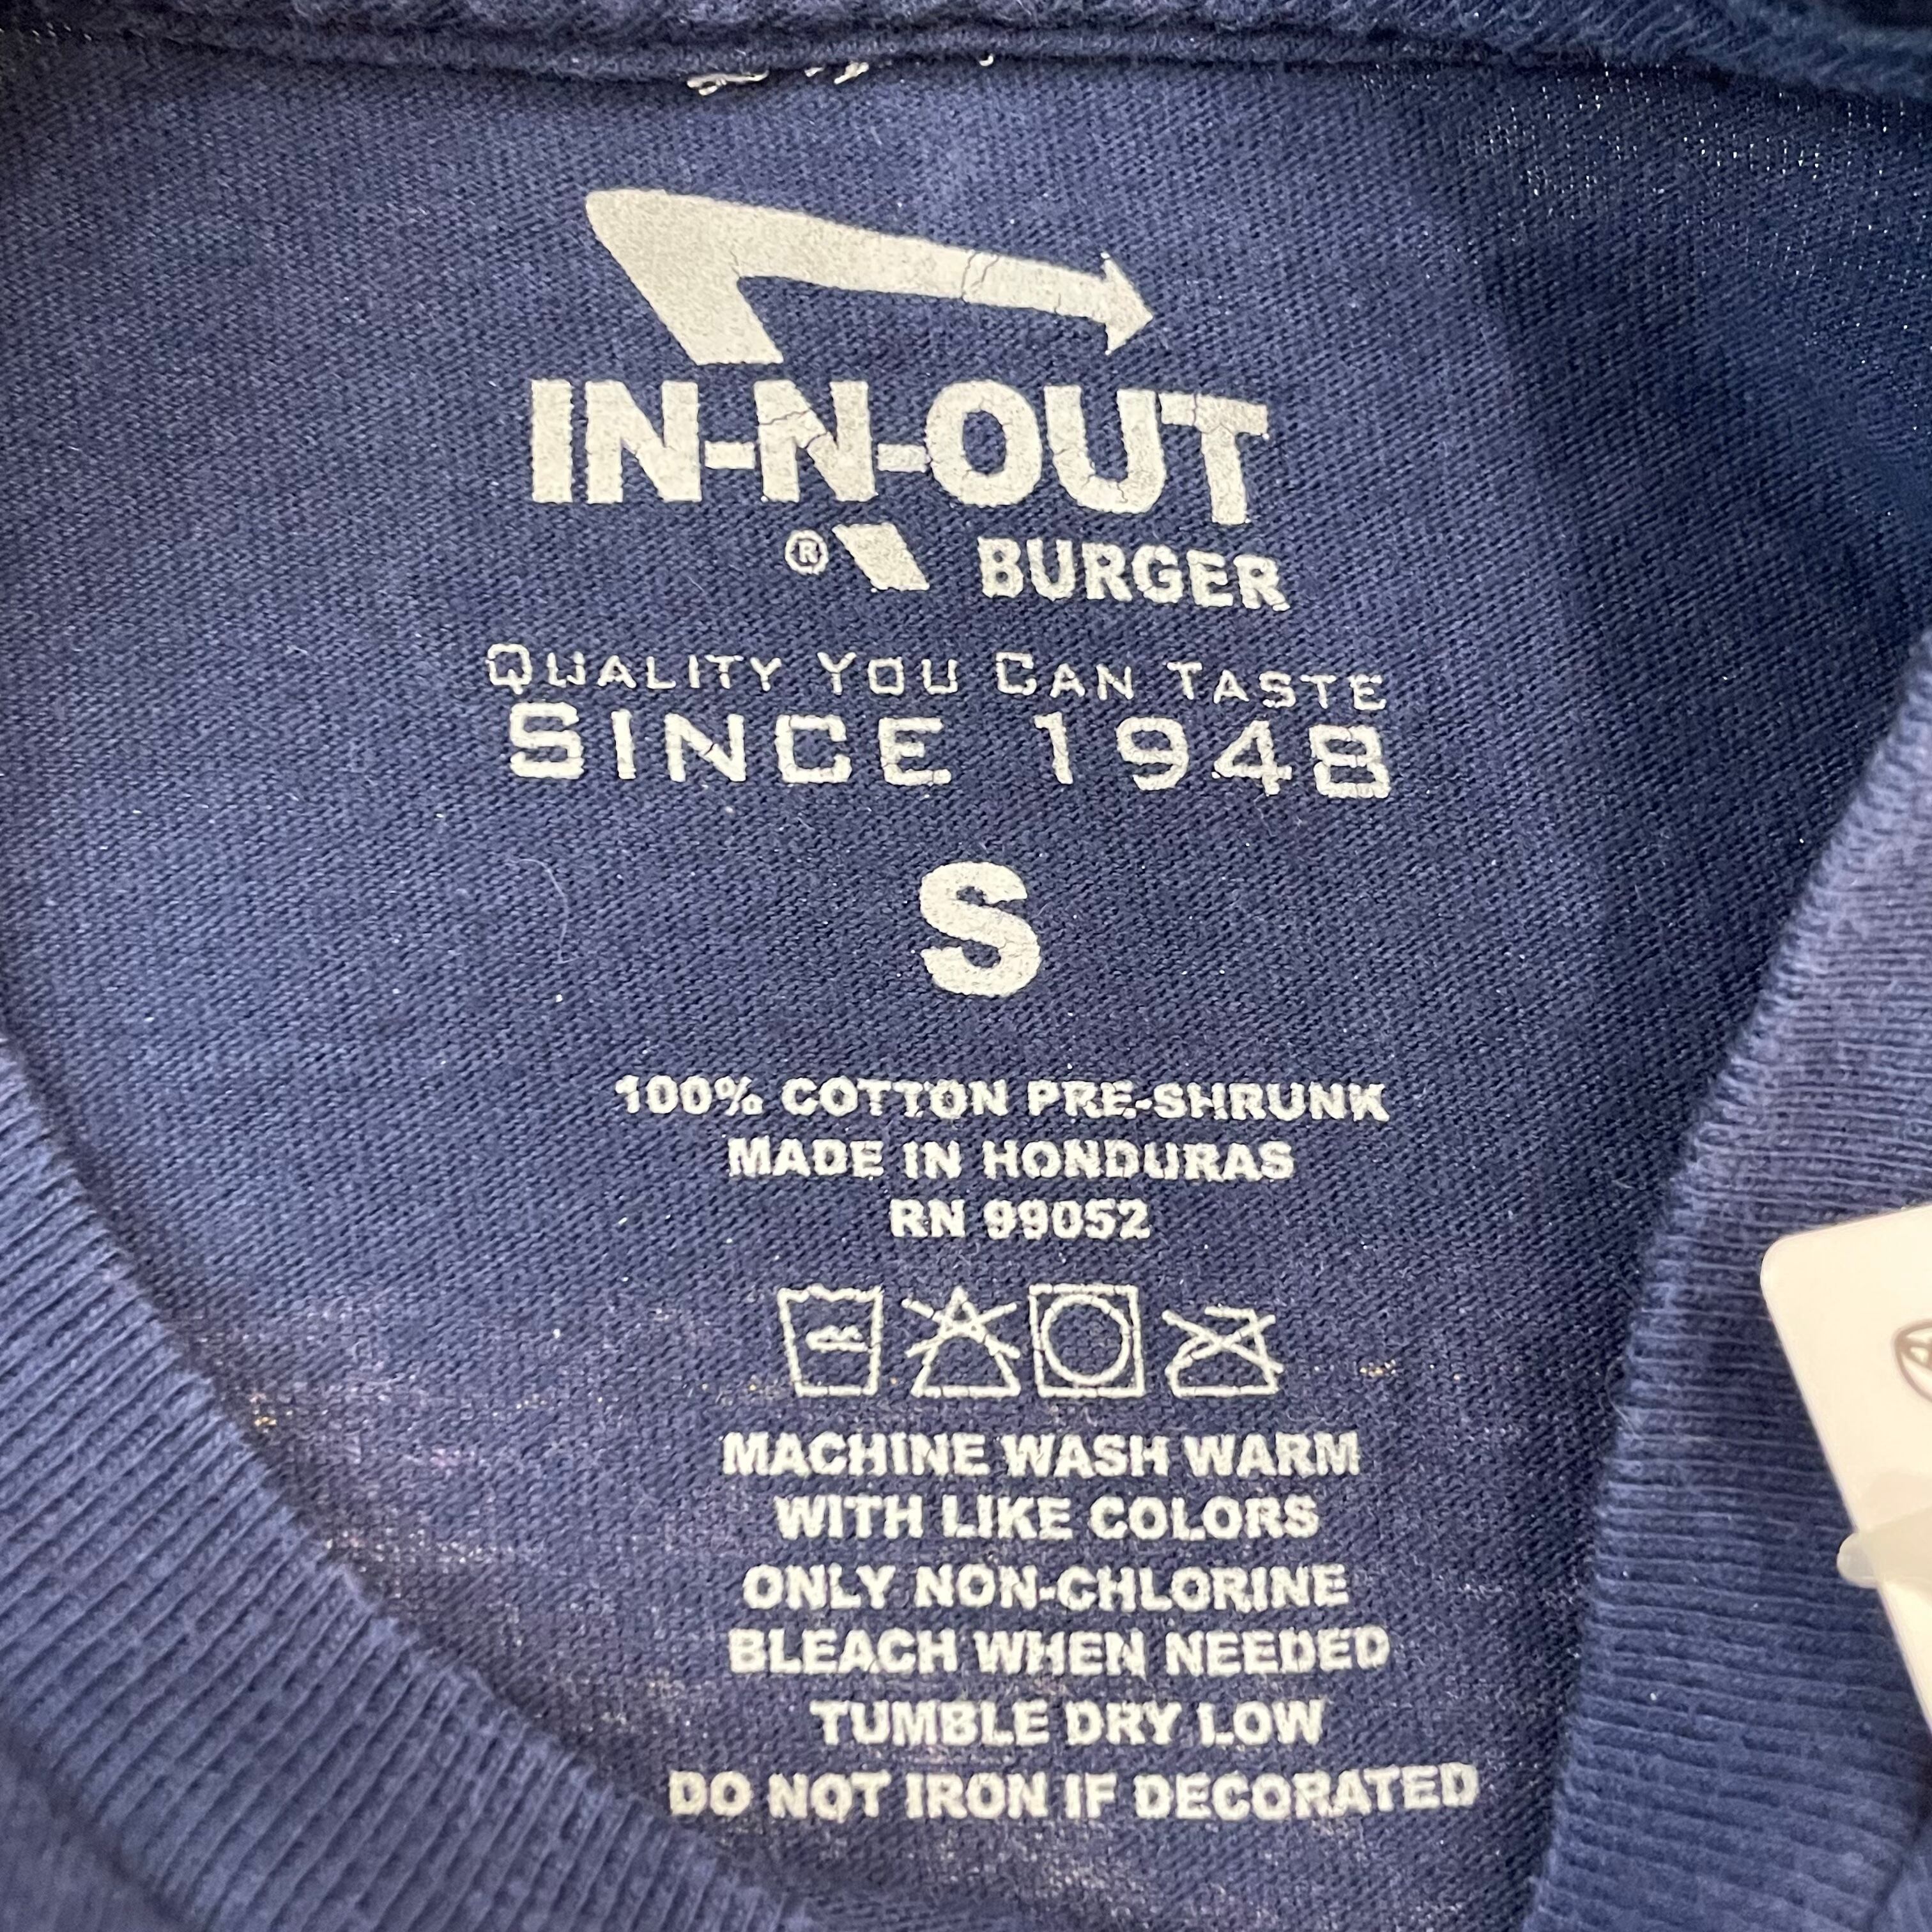 IN-N-OUT
® BURGER
QUALITY YOU CAN TASTE
SINCE 1948
S
100% COTTON PRE-SHRUNK
MADE IN HONDURAS
RN 99052
MACHINE WASH WARM
WITH LIKE COLORS
ONLY NON-CHLORINE
BLEACH WHEN NEEDED
TUMBLE DRY LOW
DO NOT IRON IF DECORATED